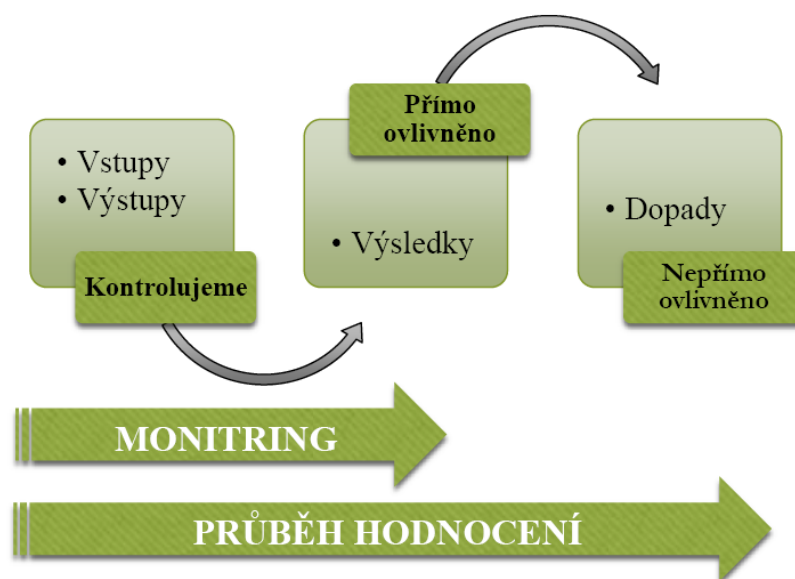 • Vstupy
• Výstupy
Kontrolujeme
Přímo
ovlivněno
• Výsledky
• Dopady
Nepřímo
ovlivněno
MONITRING
PRŮBĚH HODNOCENÍ